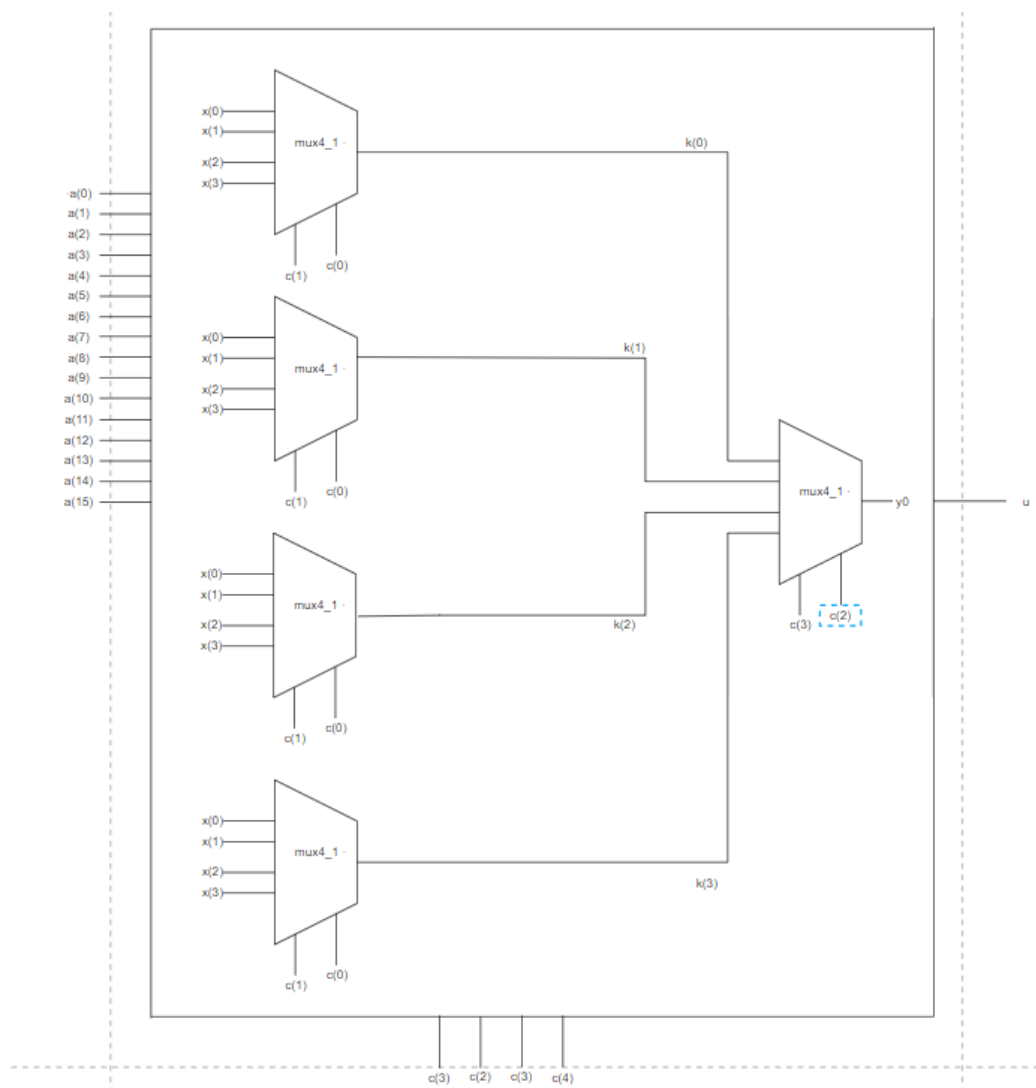 x(0)
x(1)
x(2)
x(3)
mux4_1
c(1)
c(0)
k(0)
a(0)
a(1)
a(2)
a(3)
a(4)
a(5)
a(6)
a(7)
a(8)
a(9)
a(10)
a(11)
a(12)
a(13)
a(14)
a(15)
x(0)
x(1)
x(2)
x(3)
mux4_1
c(1)
c(0)
k(1)
x(0)
x(1)
x(2)
x(3)
mux4_1
c(1)
c(0)
k(2)
x(0)
x(1)
x(2)
x(3)
mux4_1
c(1)
c(0)
k(3)
mux4_1
c(3)
c(2)
y0
u
c(3)
c(2)
c(3)
c(4)